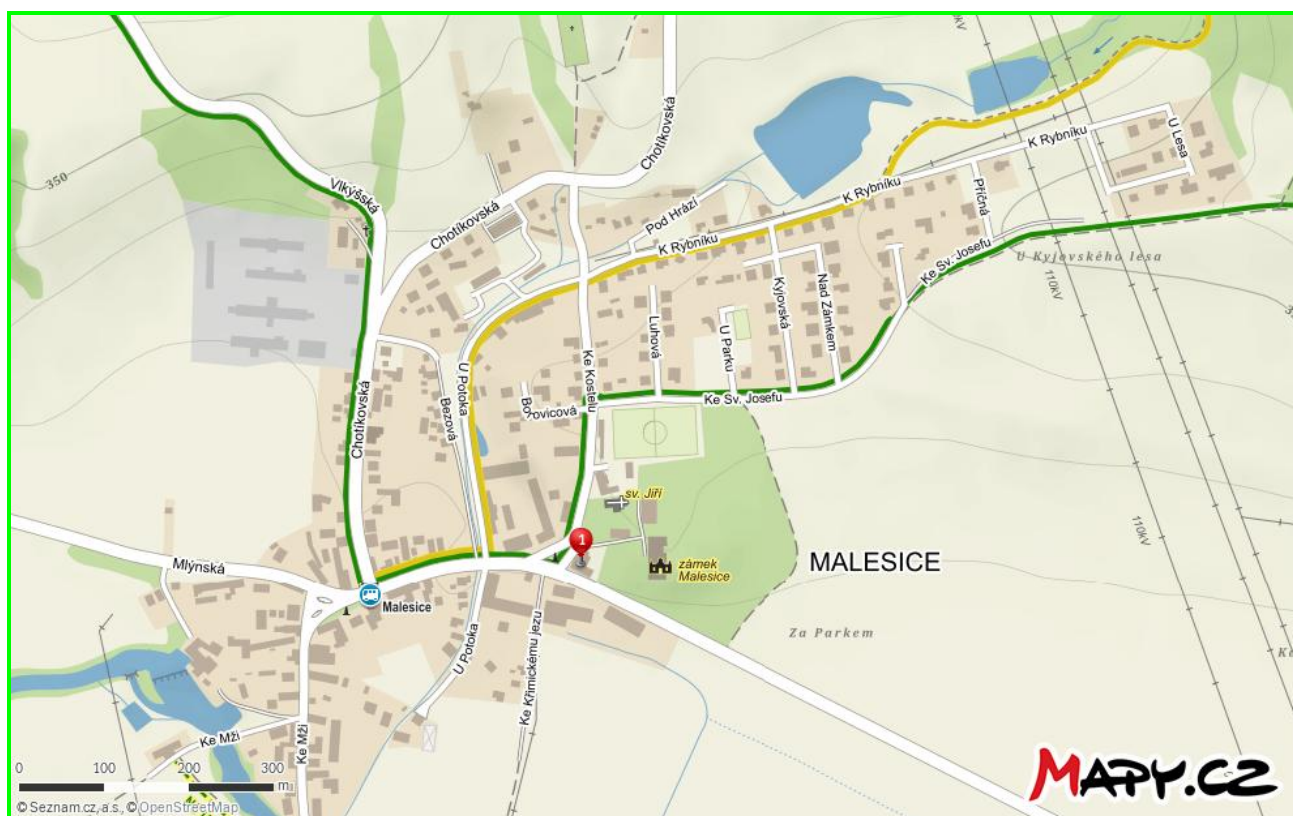 110kV
Chotíkovská
350
Vlkýšská
Chotíkovská
Pod Hrází
K Rybníku
K Rybníku
K Rybníku
U Lesa
Příčná
Ke Sv. Josefu
U Kyjovského lesa
110kV
Kyjovská
Nad Zámkem
Luhová
U Parku
Ke Kostelu
U Potoka
Bezová
Chotíkovská
Ke Sv. Josefu
sv. Jiří
110kV
1
zámek
Malesice
MALESICE
Mlýnská
Malesice
Za Parkem
U Potoka
Ke Křimickému jezu
Ke Mži
Ke Mži
0 100 200 300
m
MAPY.CZ
© Seznam.cz, a.s., © OpenStreetMap